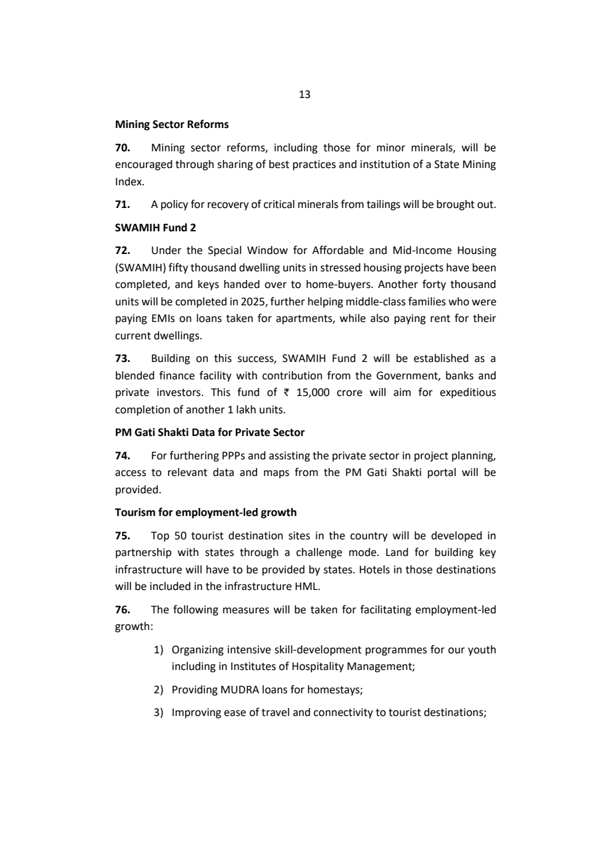 13
Mining Sector Reforms
70. Mining sector reforms, including those for minor minerals, will be
encouraged through sharing of best practices and institution of a State Mining
Index.
71. A policy for recovery of critical minerals from tailings will be brought out.
SWAMIH Fund 2
72. Under the Special Window for Affordable and Mid-Income Housing
(SWAMIH) fifty thousand dwelling units in stressed housing projects have been
completed, and keys handed over to home-buyers. Another forty thousand
units will be completed in 2025, further helping middle-class families who were
paying EMIs on loans taken for apartments, while also paying rent for their
current dwellings.
73. Building on this success, SWAMIH Fund 2 will be established as a
blended finance facility with contribution from the Government, banks and
private investors. This fund of ₹ 15,000 crore will aim for expeditious
completion of another 1 lakh units.
PM Gati Shakti Data for Private Sector
74. For furthering PPPs and assisting the private sector in project planning,
access to relevant data and maps from the PM Gati Shakti portal will be
provided.
Tourism for employment-led growth
75. Top 50 tourist destination sites in the country will be developed in
partnership with states through a challenge mode. Land for building key
infrastructure will have to be provided by states. Hotels in those destinations
will be included in the infrastructure HML.
76. The following measures will be taken for facilitating employment-led
growth:
1) Organizing intensive skill-development programmes for our youth
including in Institutes of Hospitality Management;
2) Providing MUDRA loans for homestays;
3) Improving ease of travel and connectivity to tourist destinations;